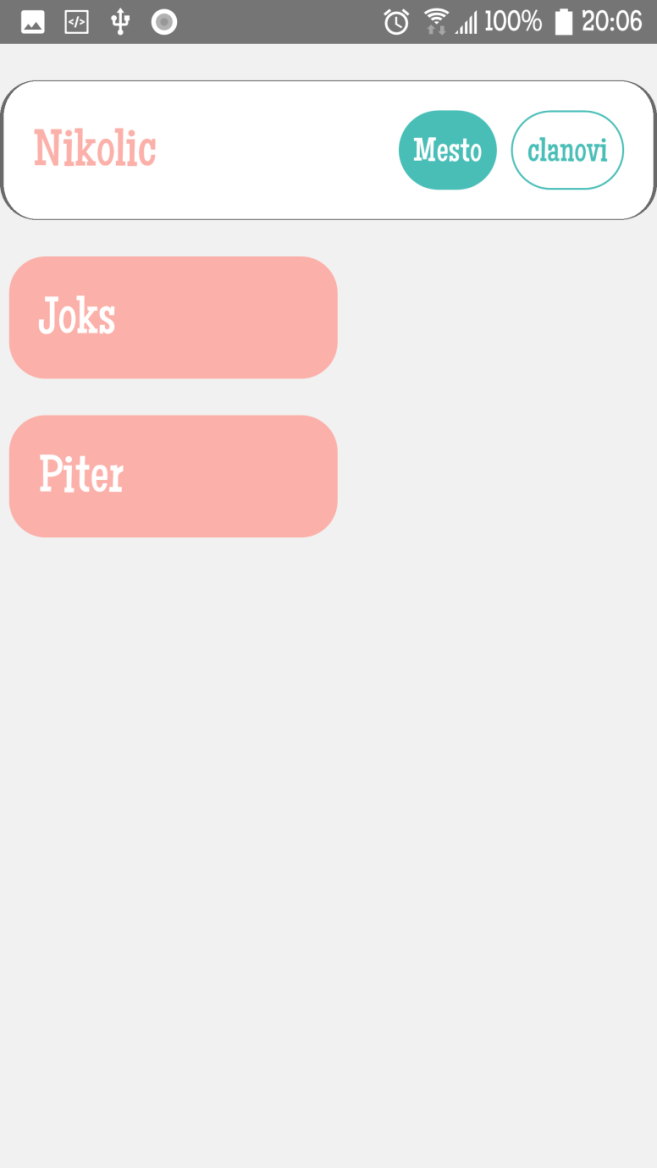 100% 20:06
Nikolic Mesto clanovi
Joks
Piter